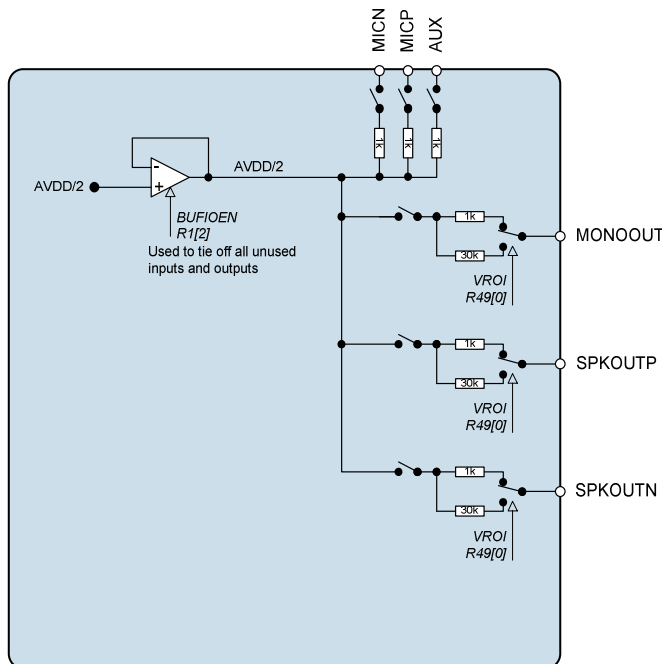 MICN
MICP
AUX
1k
1k
1k
-
+
AVDD/2
AVDD/2
BUFIOEN
R1[2]
Used to tie off all unused
inputs and outputs
1k
30k
MONOOUT
VROI
R49[0]
1k
30k
SPKOUTP
VROI
R49[0]
1k
30k
SPKOUTN
VROI
R49[0]